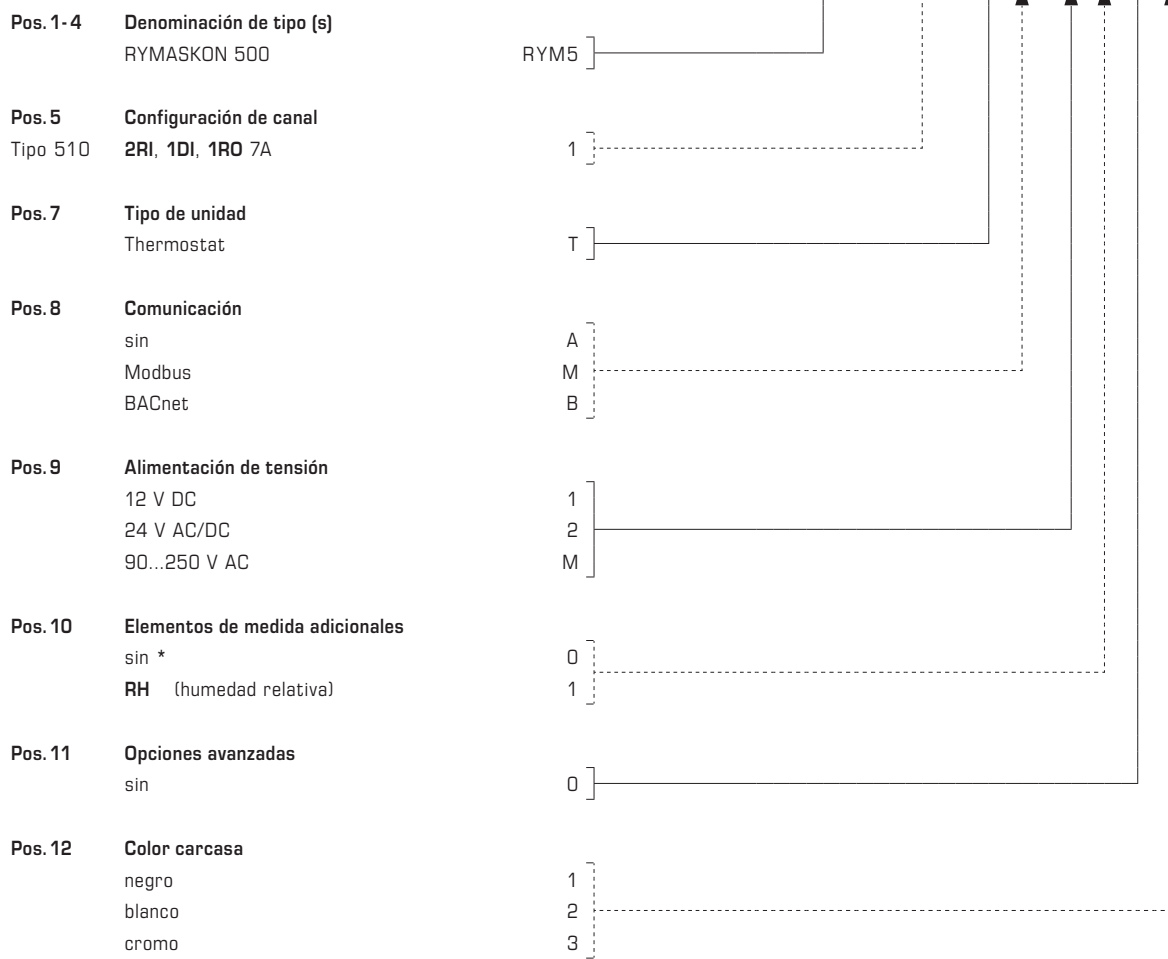 Pos. 1-4 Denominación de tipo (s)
RYMASKON 500 RYM5
Pos. 5 Configuración de canal
Tipo 510 2RI, 1DI, 1RO 7A 1
Pos. 7 Tipo de unidad
Thermostat T
Pos. 8 Comunicación
sin A
Modbus M
BACnet B
Pos. 9 Alimentación de tensión
12 V DC 1
24 V AC/DC 2
90...250 V AC M
Pos. 10 Elementos de medida adicionales
sin * 0
RH (humedad relativa) 1
Pos. 11 Opciones avanzadas
sin 0
Pos. 12 Color carcasa
negro 1
blanco 2
cromo 3